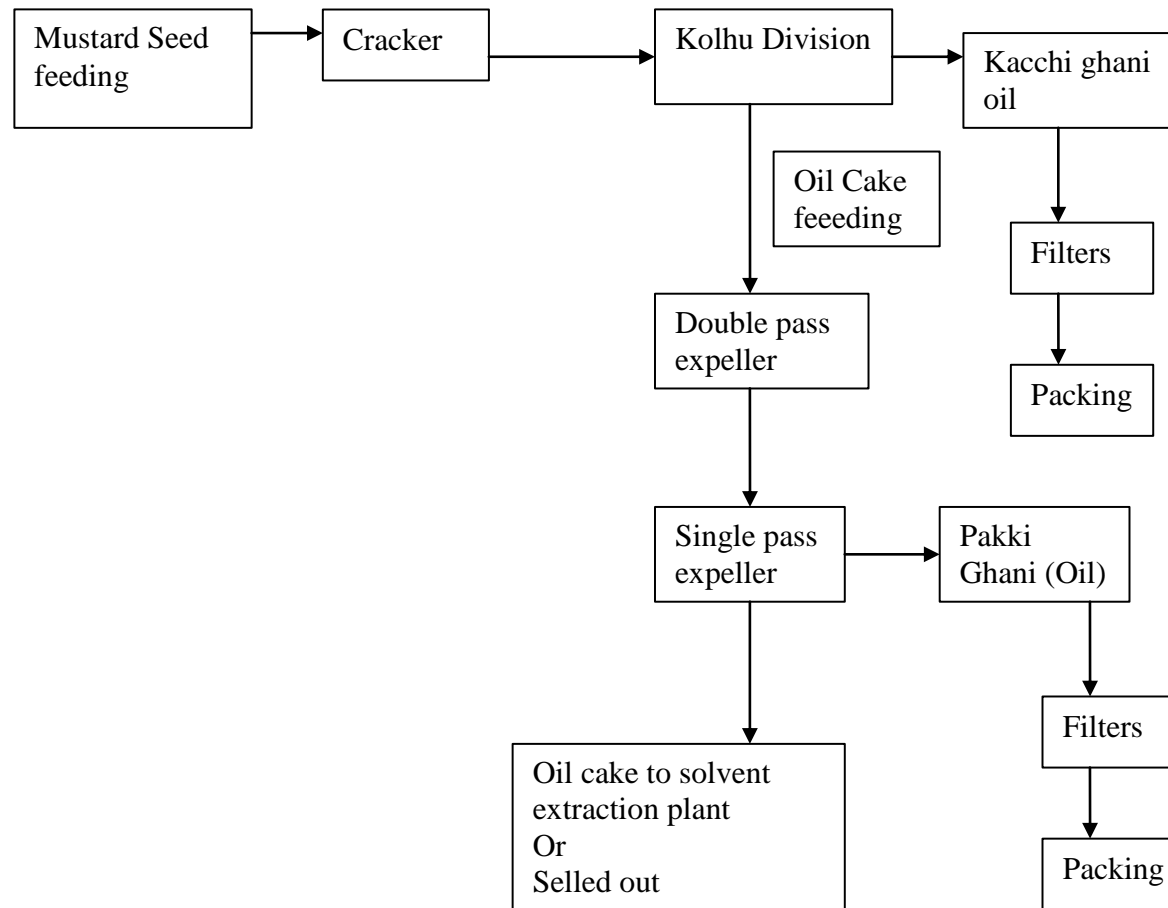 Mustard Seed
feeding
Cracker
Kolhu Division
Kacchi ghani
oil
Oil Cake
feeeding
Filters
Double pass
expeller
Packing
Single pass
expeller
Pakki
Ghani (Oil)
Filters
Oil cake to solvent
extraction plant
Or
Selled out
Packing